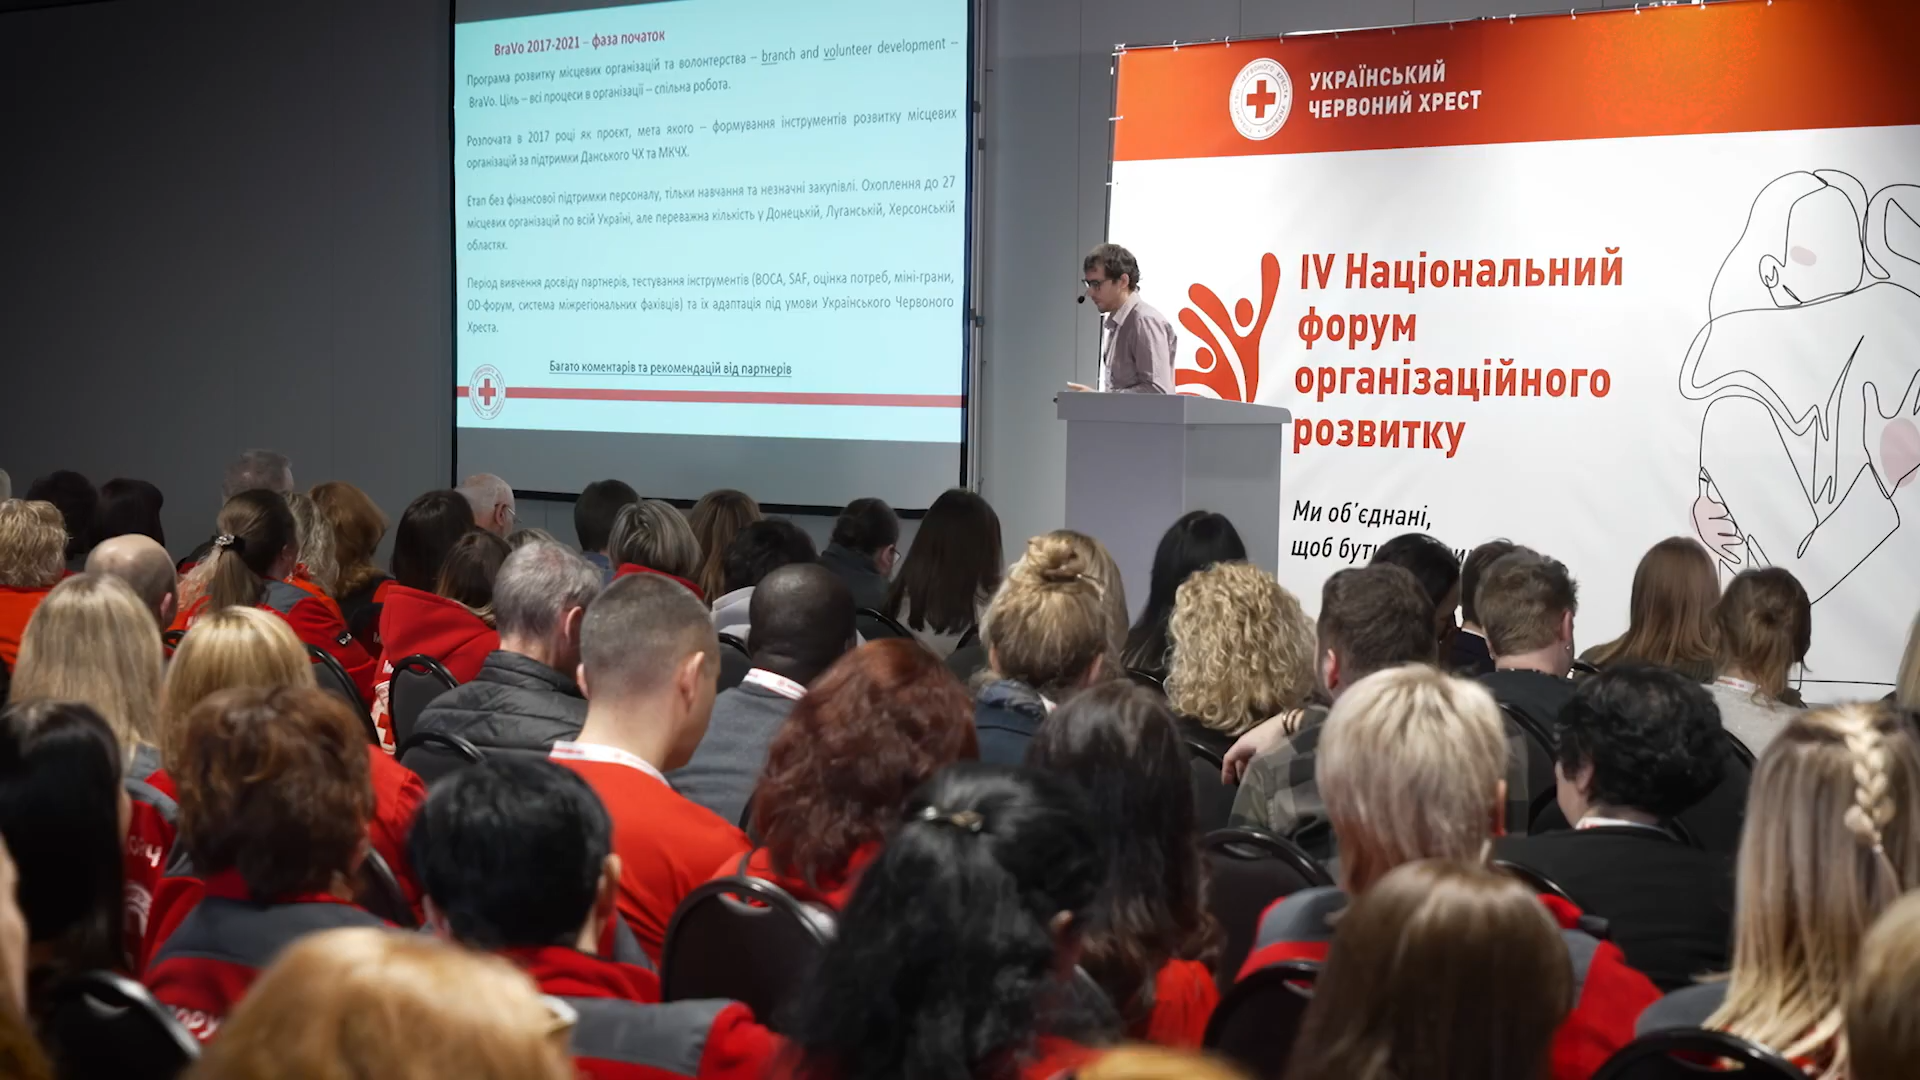 BraVo 2017-2021 – фаза початок
Програма розвитку місцевих організацій та волонтерства – branch and volunteer development –
BraVo. Ціль – всі процеси в організації – спільна робота.
Розпочата в 2017 році як проєкт, мета якого – формування інструментів розвитку місцевих
організацій за підтримки Данського ЧХ та МКЧХ.
Етап без фінансової підтримки персоналу, тільки навчання та незначні закупівлі. Охоплення до 27
місцевих організацій по всій Україні, але переважна кількість у Донецькій, Луганській, Херсонській
областях.
Період вивчення досвіду партнерів, тестування інструментів (BOCA, SAF, оцінка потреб, міні-гранти,
OD-форум, система міжрегіональних фахівців) та їх адаптація під умови Українського Червоного
Хреста.
Багато коментарів та рекомендацій від партнерів
УКРАЇНСЬКИЙ
ЧЕРВОНИЙ ХРЕСТ
IV Національний
форум
організаційного
розвитку
Ми об’єднані,
щоб